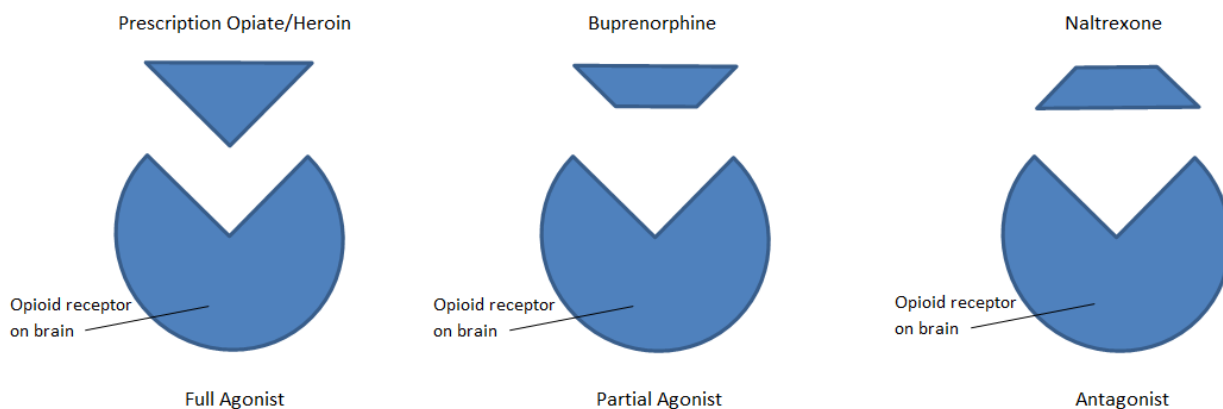 Prescription Opiate/Heroin
Buprenorphine
Naltrexone
Opioid receptor
on brain
Opioid receptor
on brain
Opioid receptor
on brain
Full Agonist
Partial Agonist
Antagonist